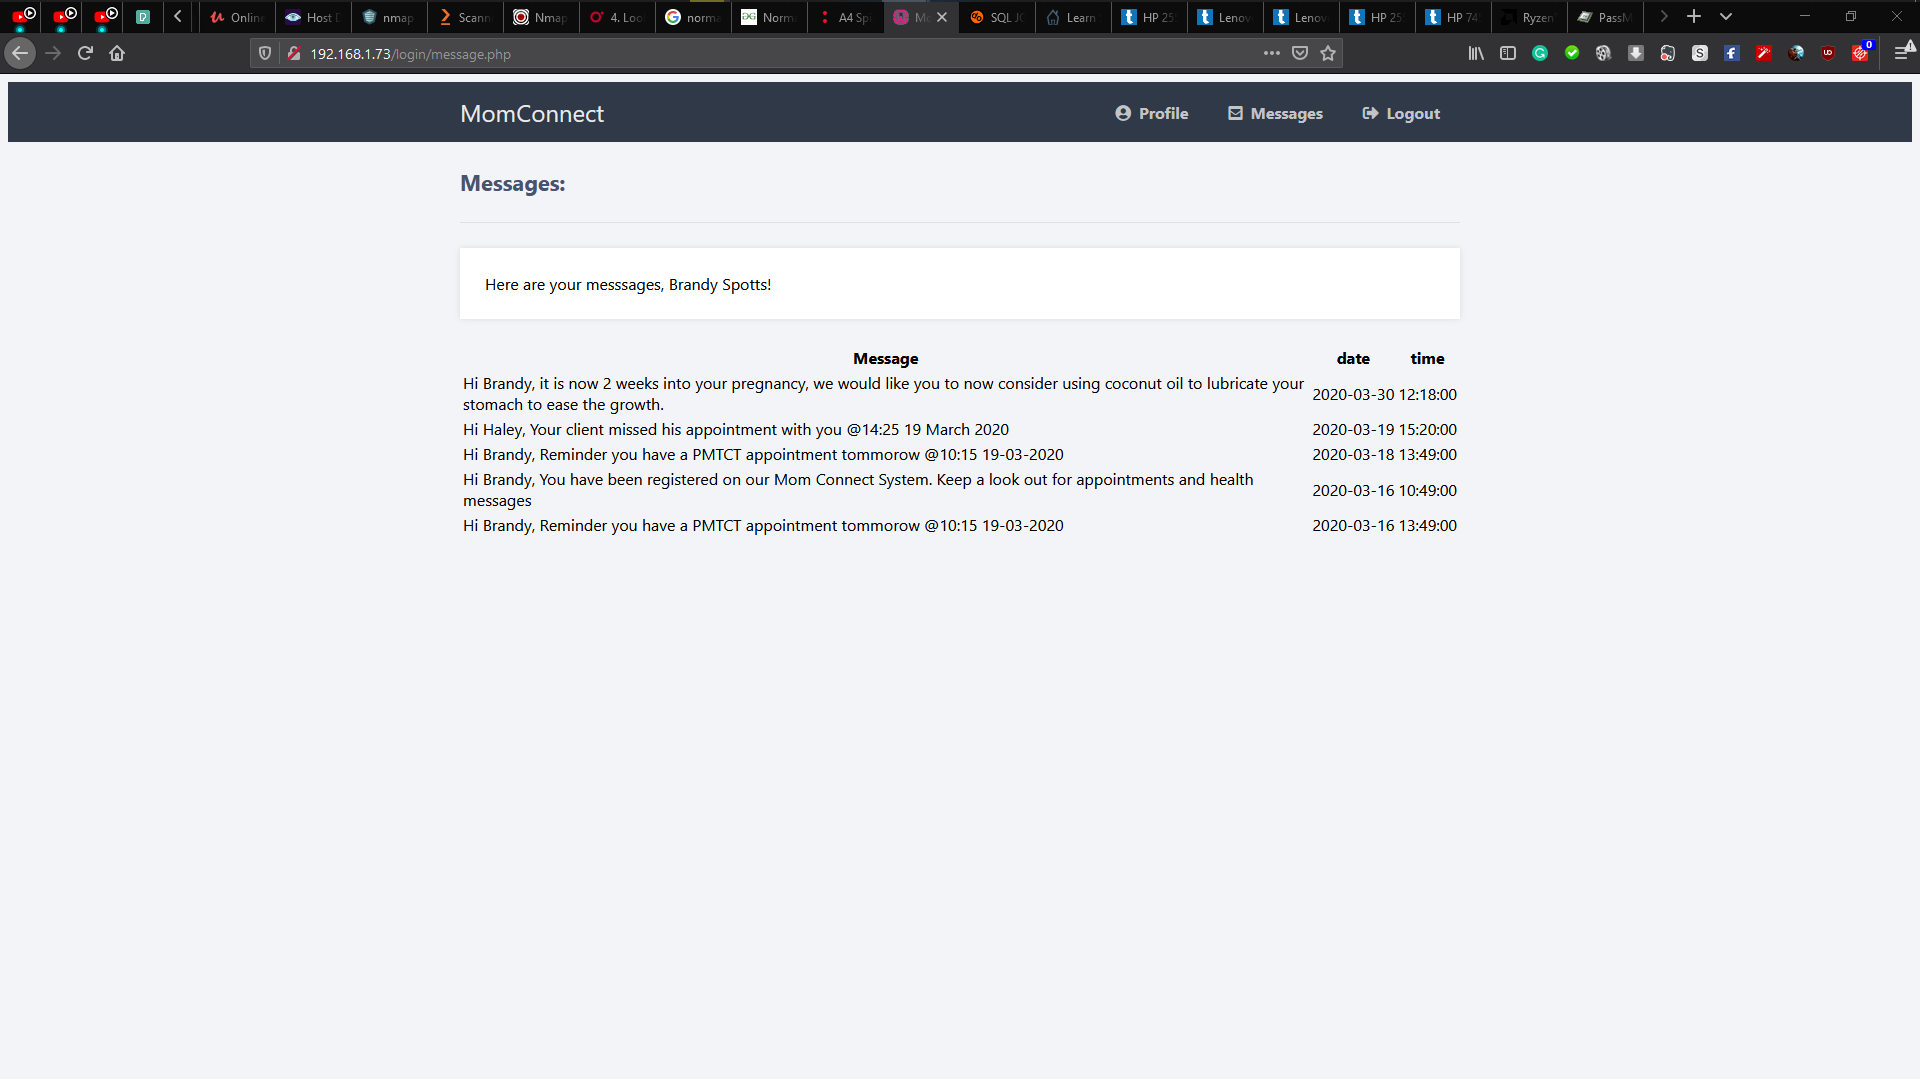 Online
Host D
nmap
Scann
Nmap
4. Loo
norma
Norma
A4 Spi
Mo
SQL JO
Learn
HP 25
Lenov
Lenov
HP 25
HP 74
Ryzen
PassM
192.168.1.73/login/message.php
0
MomConnect
Profile
Messages
Logout
Messages:
Here are your messsages, Brandy Spotts!
Message date time
Hi Brandy, it is now 2 weeks into your pregnancy, we would like you to now consider using coconut oil to lubricate your
stomach to ease the growth.
2020-03-30 12:18:00
Hi Haley, Your client missed his appointment with you @14:25 19 March 2020 2020-03-19 15:20:00
Hi Brandy, Reminder you have a PMTCT appointment tommorow @10:15 19-03-2020 2020-03-18 13:49:00
Hi Brandy, You have been registered on our Mom Connect System. Keep a look out for appointments and health
messages
2020-03-16 10:49:00
Hi Brandy, Reminder you have a PMTCT appointment tommorow @10:15 19-03-2020 2020-03-16 13:49:00